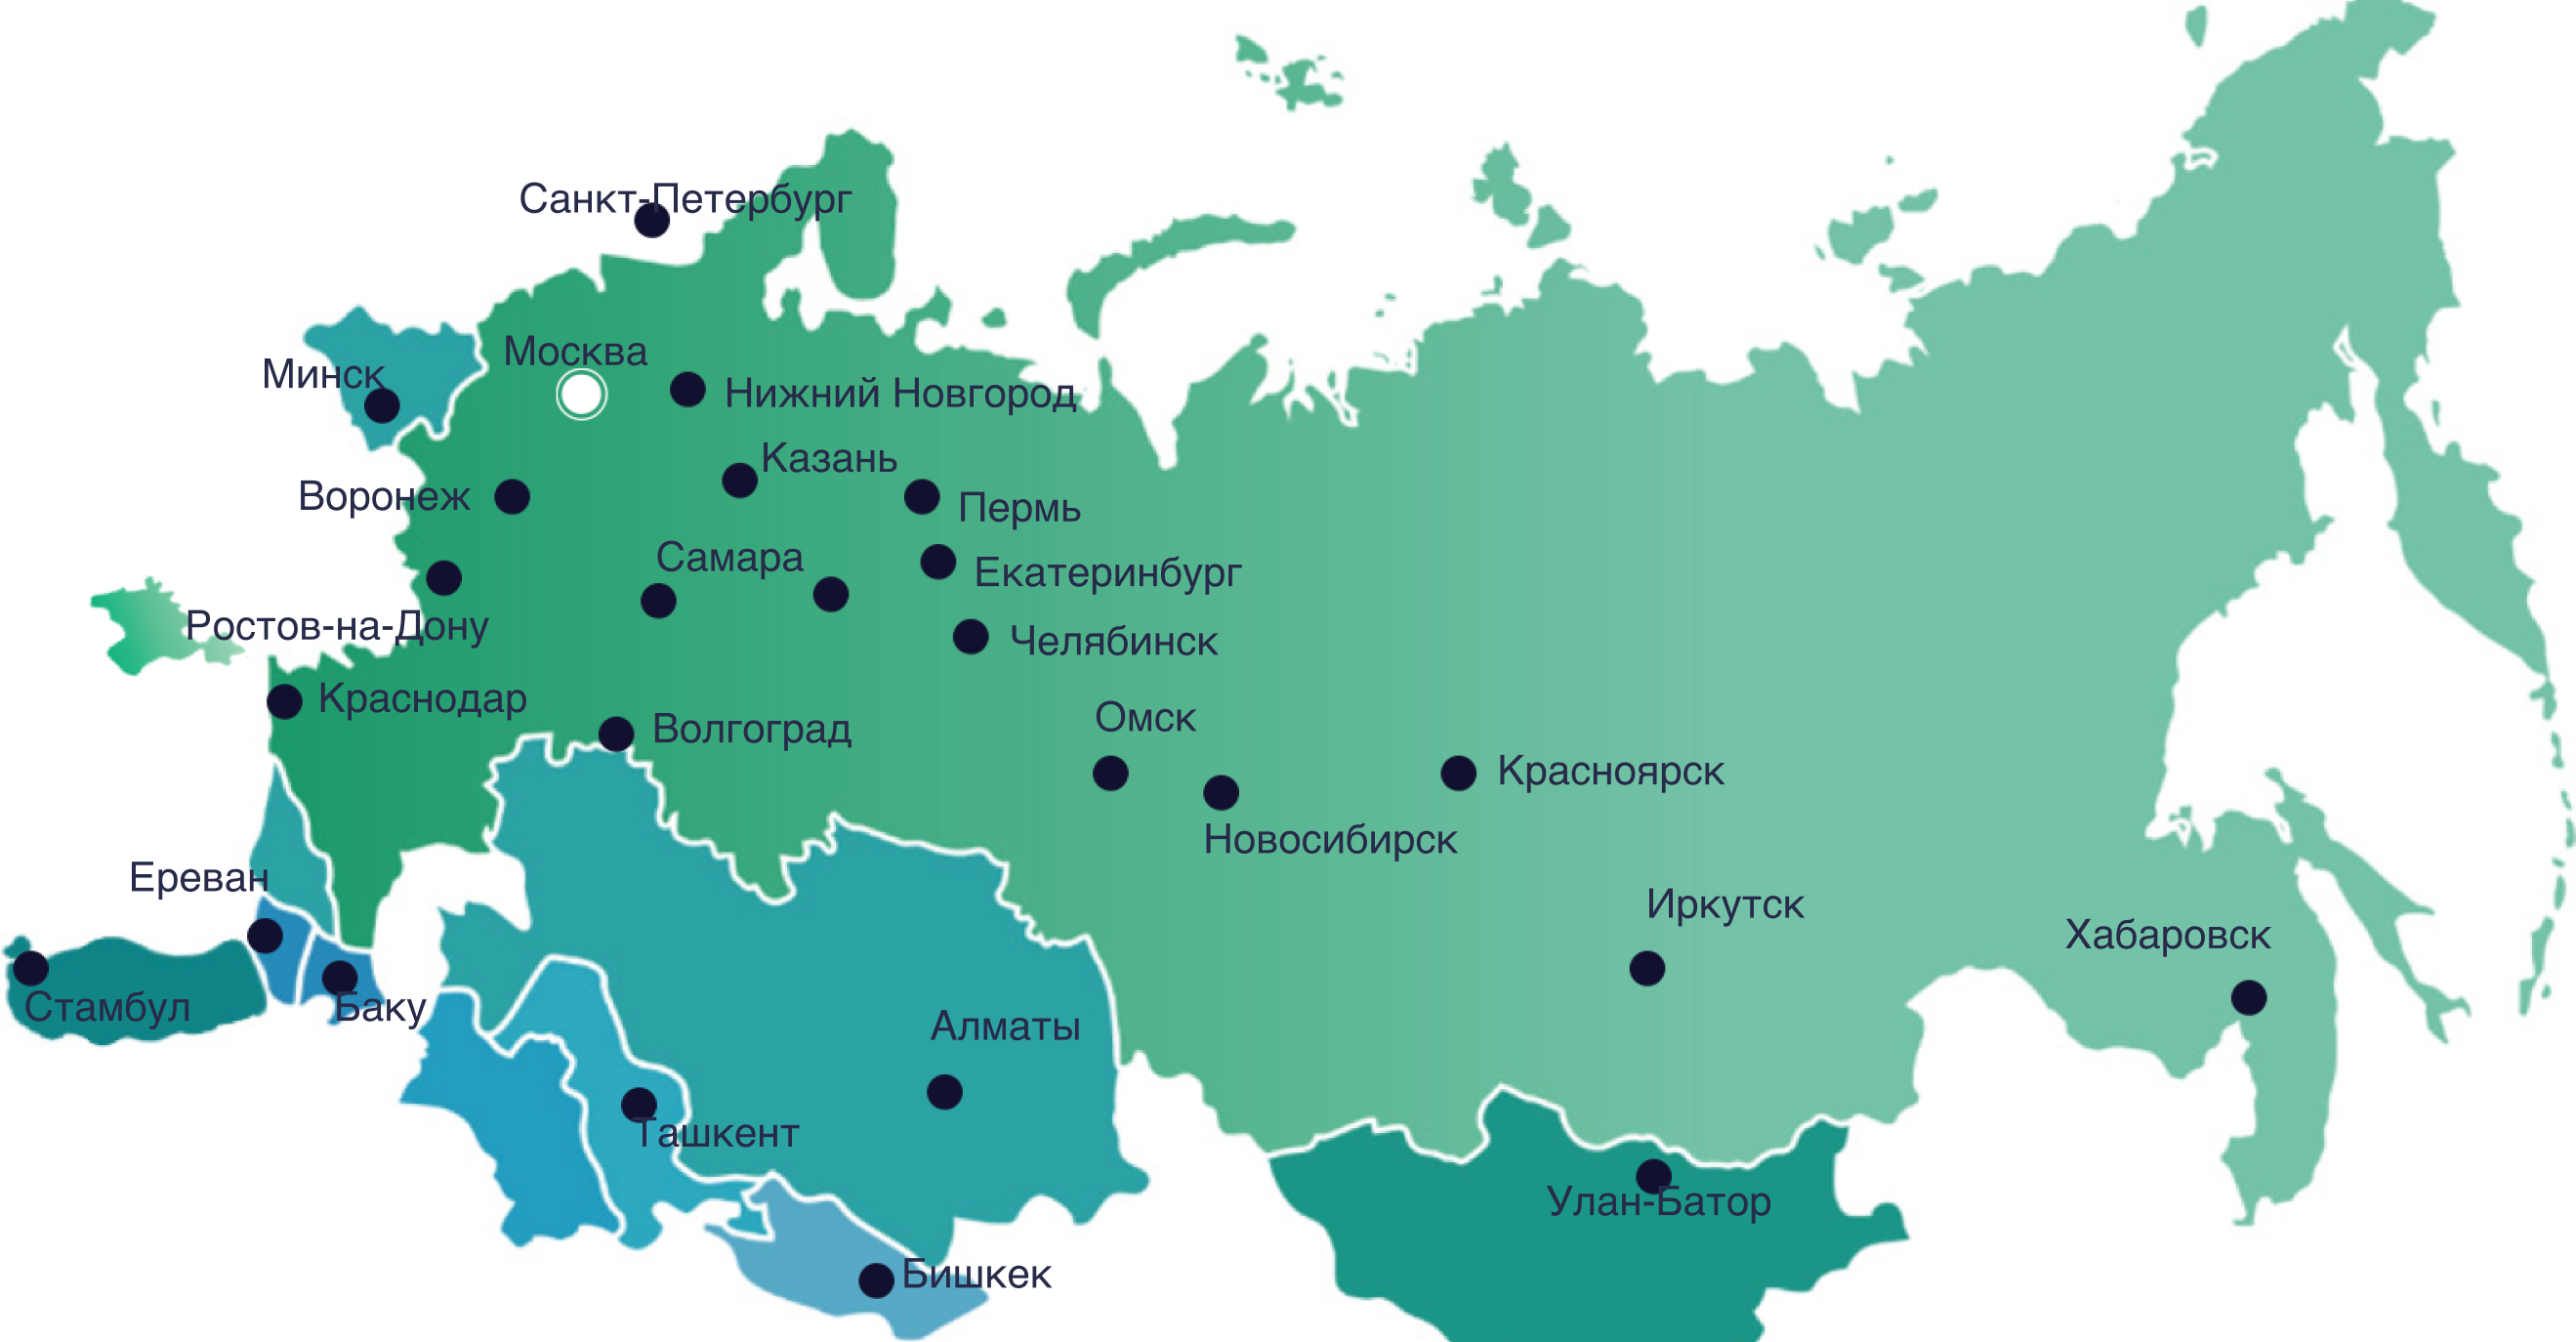 Санкт-Петербург
Москва
Минск
Нижний Новгород
Казань
Воронеж
Пермь
Самара
Екатеринбург
Ростов-на-Дону
Челябинск
Краснодар
Волгоград
Омск
Красноярск
Новосибирск
Ереван
Иркутск
Хабаровск
Стамбул
Баку
Алматы
Ташкент
Улан-Батор
Бишкек